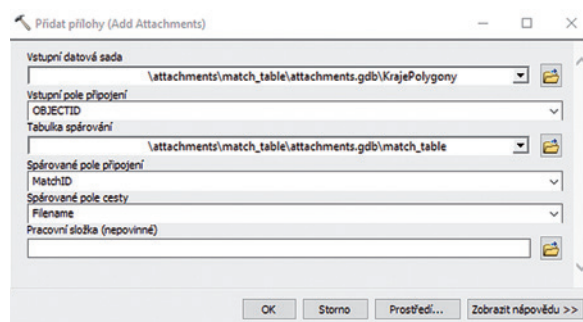 Přidat přílohy (Add Attachments)
Vstupní datová sada
\attachments\match_table\attachments.gdb\KrajePolygony
Vstupní pole připojení
OBJECTID
Tabulka spárování
\attachments\match_table\attachments.gdb\match_table
Spárované pole připojení
MatchID
Spárované pole cesty
Filename
Pracovní složka (nepovinné)
OK Storno Prostředí... Zobrazit nápovědu >>